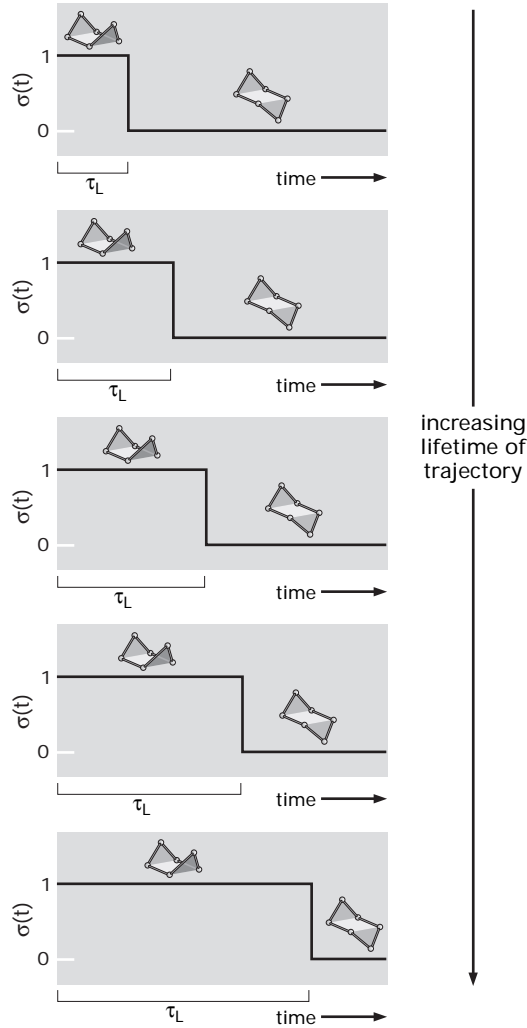 1
σ(t)
0
τL
time
1
σ(t)
0
τL
time
increasing
lifetime of
trajectory
1
σ(t)
0
τL
time
1
σ(t)
0
τL
time
1
σ(t)
0
τL
time